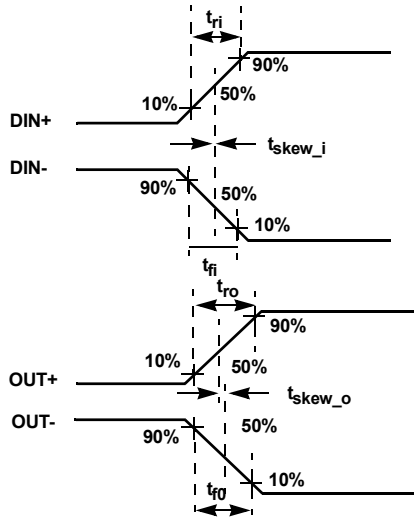 tri
90%
10%
50%
DIN+
tskew_i
DIN-
90%
50%
10%
tfi
tro
90%
10%
50%
OUT+
tskew_o
OUT-
90%
50%
10%
tf0